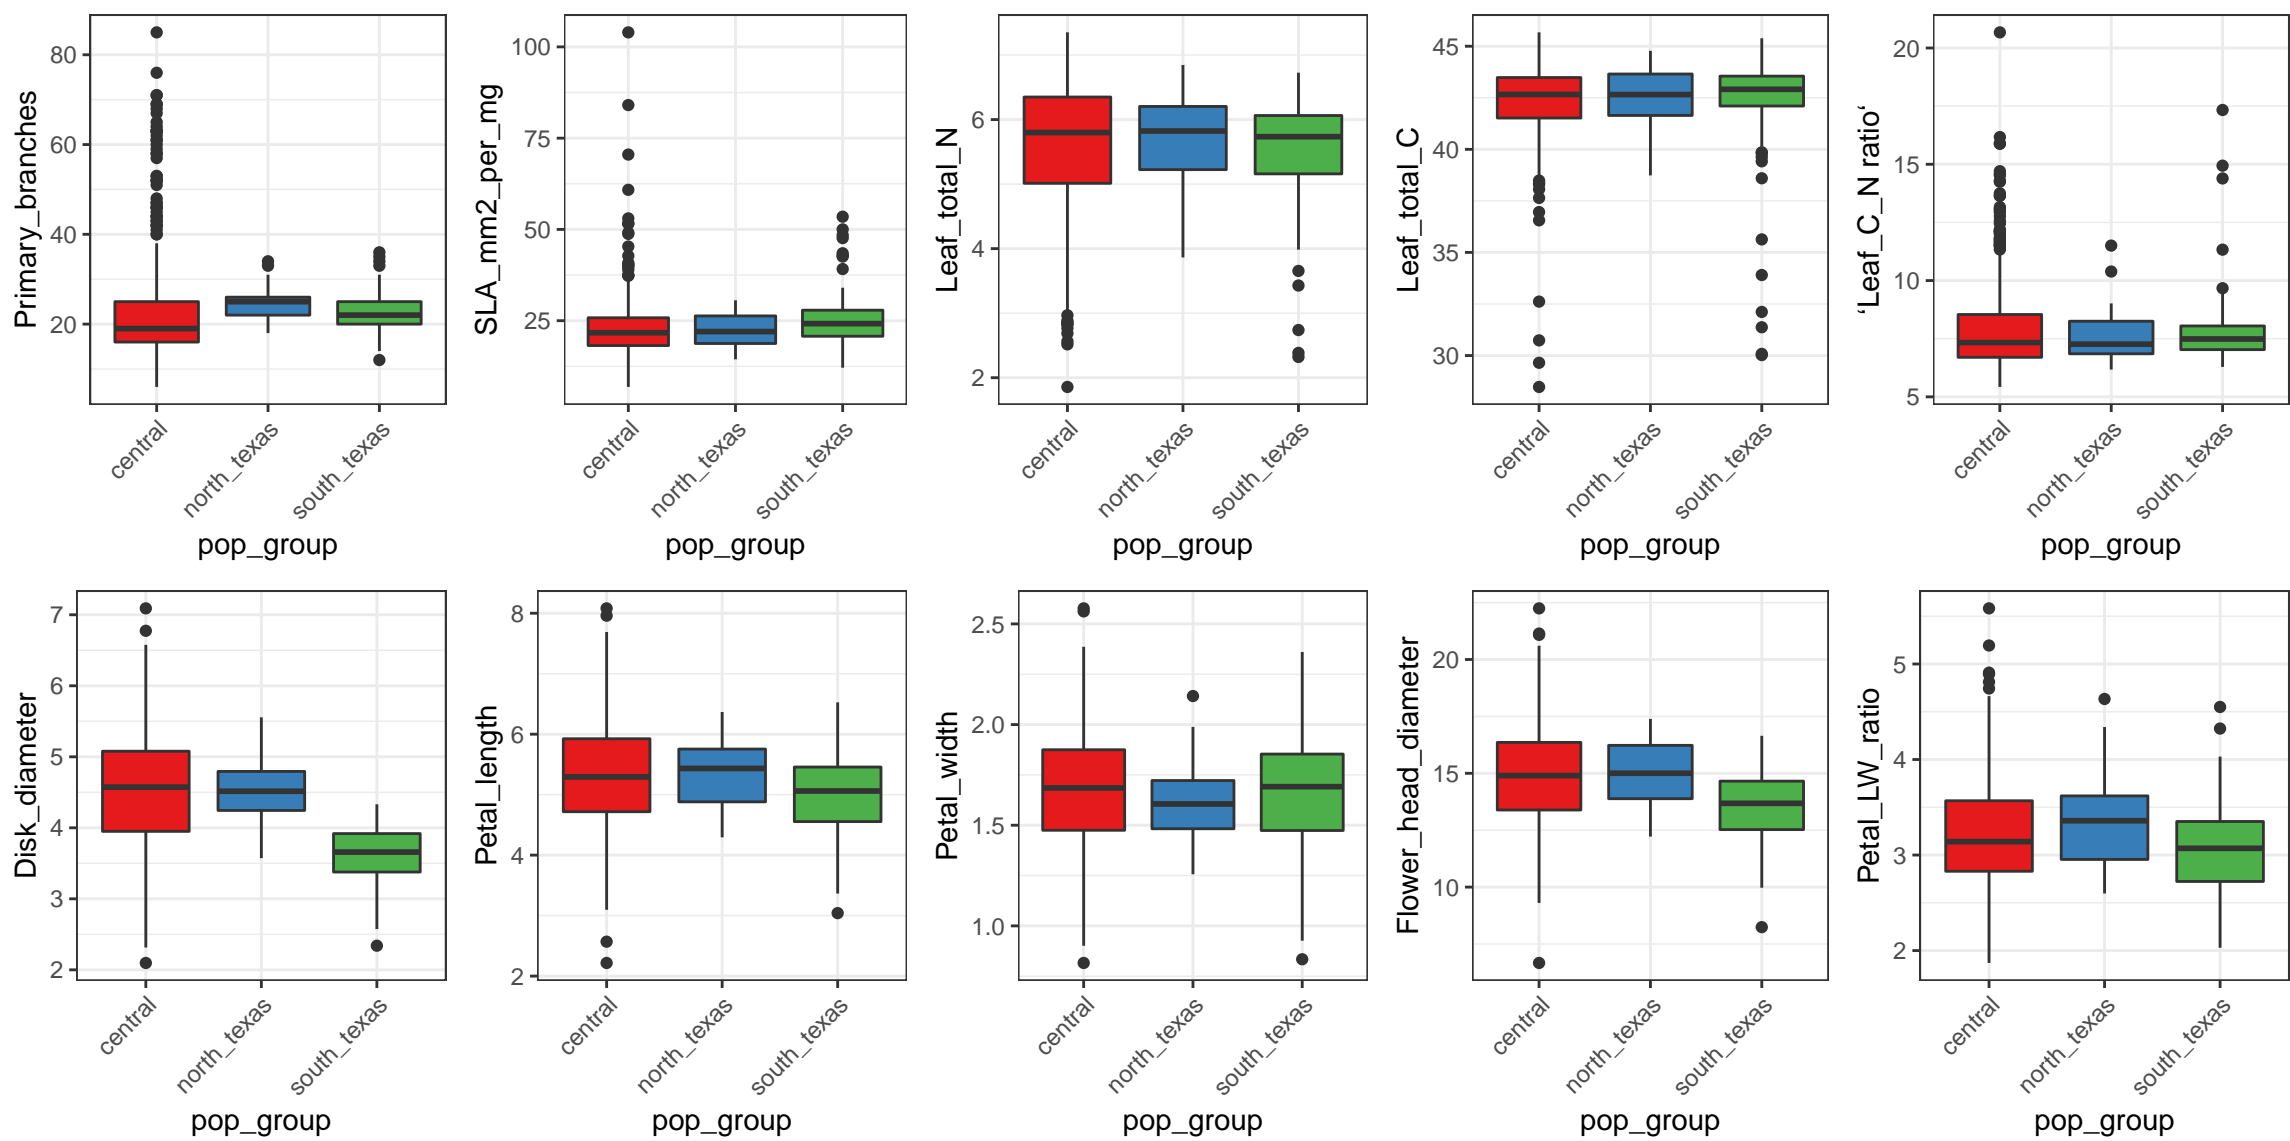 Primary_branches
80
60
40
20
central
north_texas
south_texas
pop_group
SLA_mm2_per_mg
100
75
50
25
central
north_texas
south_texas
pop_group
Leaf_total_N
6
4
2
central
north_texas
south_texas
pop_group
Leaf_total_C
45
40
35
30
central
north_texas
south_texas
pop_group
‘Leaf_C_N ratio‘
20
15
10
5
central
north_texas
south_texas
pop_group
Disk_diameter
7
6
5
4
3
2
central
north_texas
south_texas
pop_group
Petal_length
8
6
4
2
central
north_texas
south_texas
pop_group
Petal_width
2.5
2.0
1.5
1.0
central
north_texas
south_texas
pop_group
Flower_head_diameter
20
15
10
central
north_texas
south_texas
pop_group
Petal_LW_ratio
5
4
3
2
central
north_texas
south_texas
pop_group